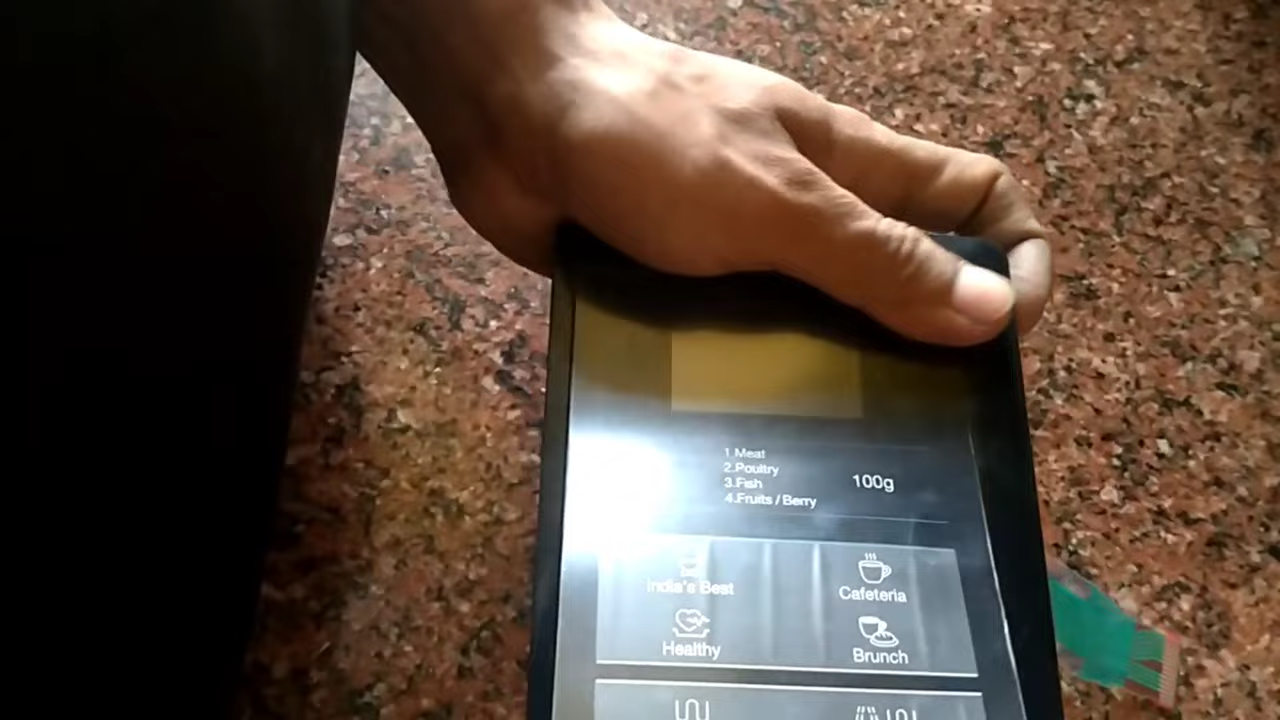 1.Meat
2.Poultry
3.Fish
4.Fruits / Berry
100g
India's Best
Cafeteria
Healthy
Brunch